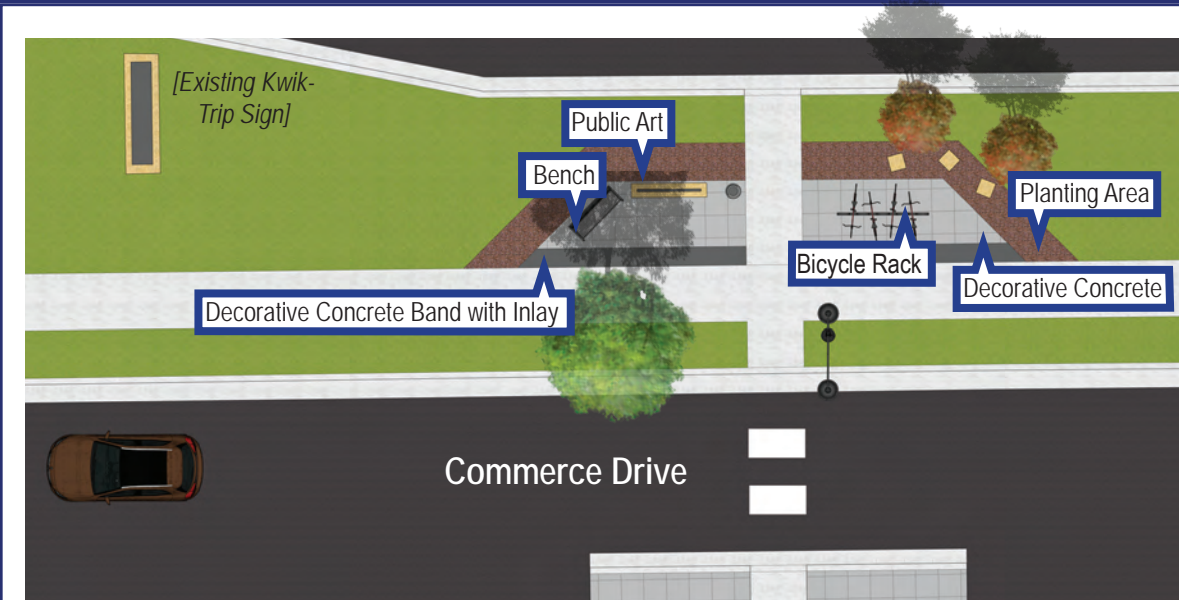 [Existing Kwik-
Trip Sign]
Public Art
Bench
Planting Area
Bicycle Rack
Decorative Concrete
Decorative Concrete Band with Inlay
Commerce Drive